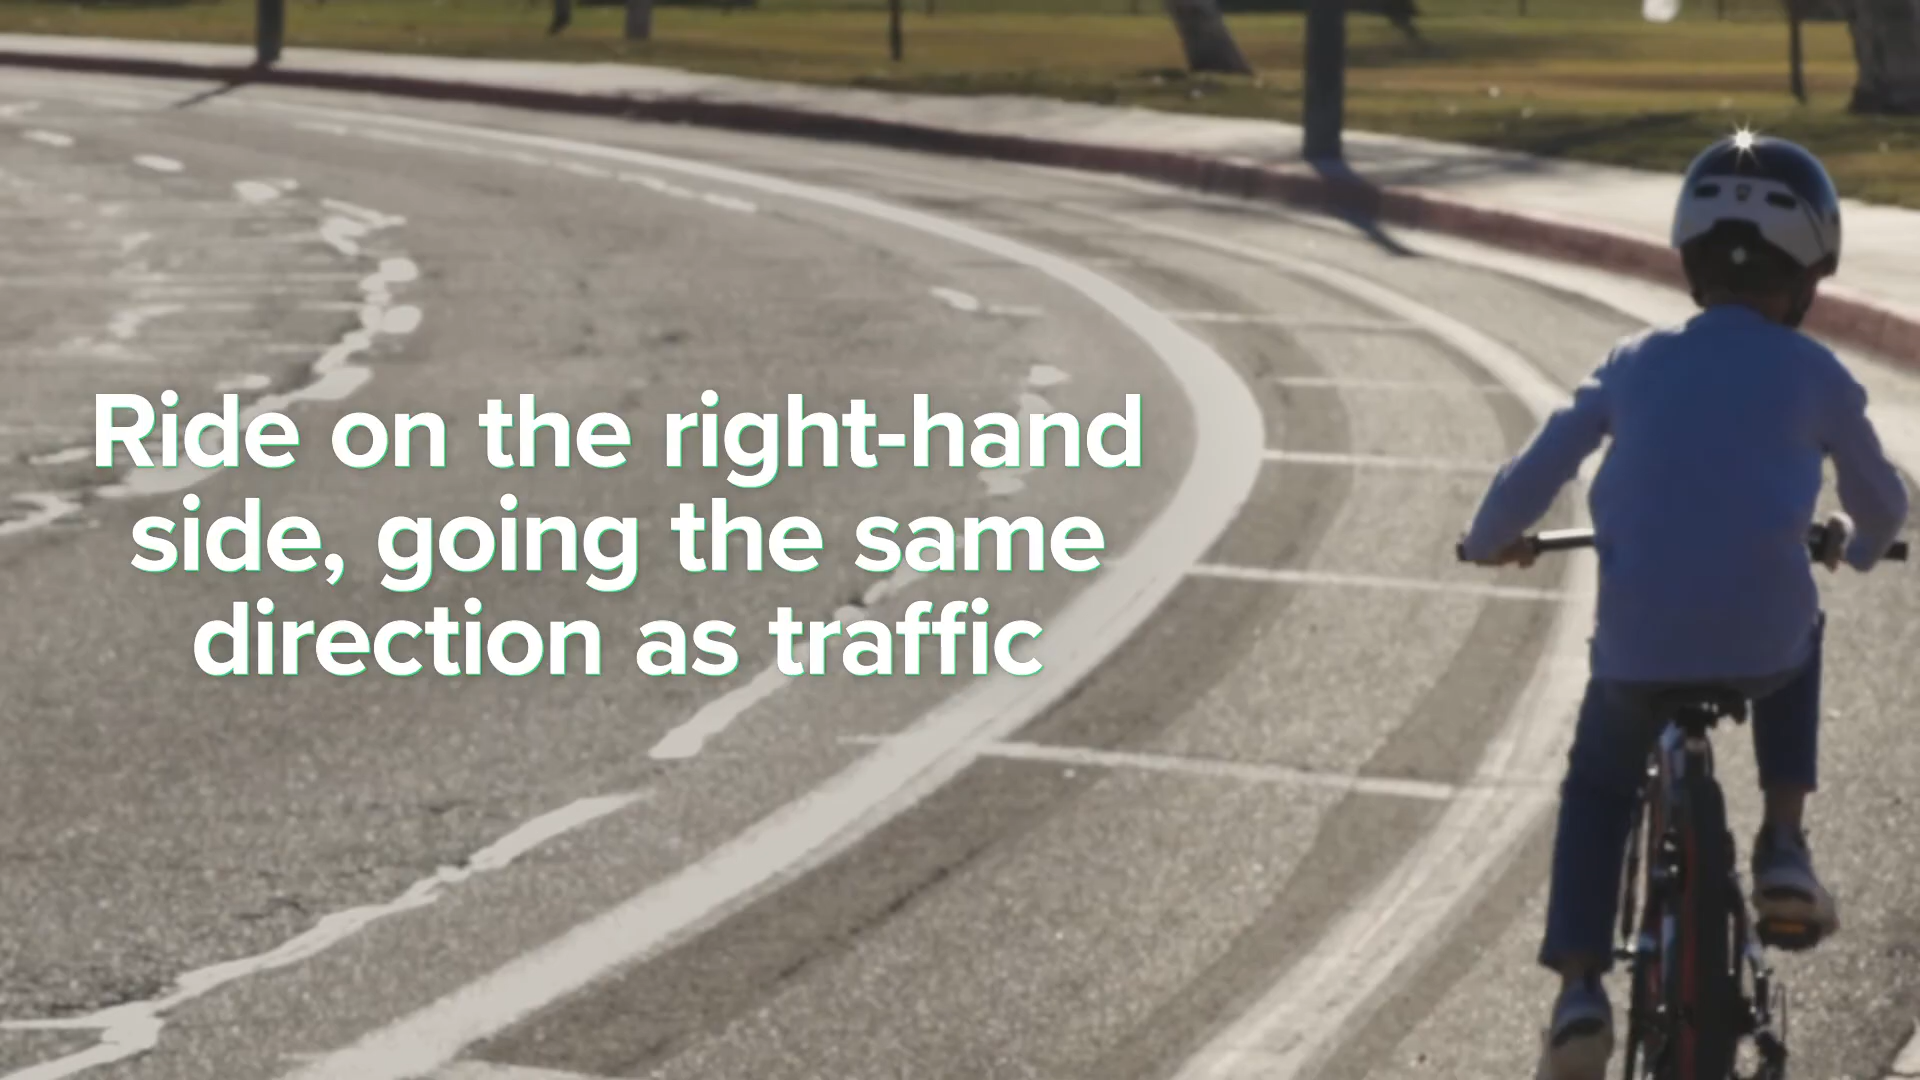 Ride on the right-hand
side, going the same
direction as traffic